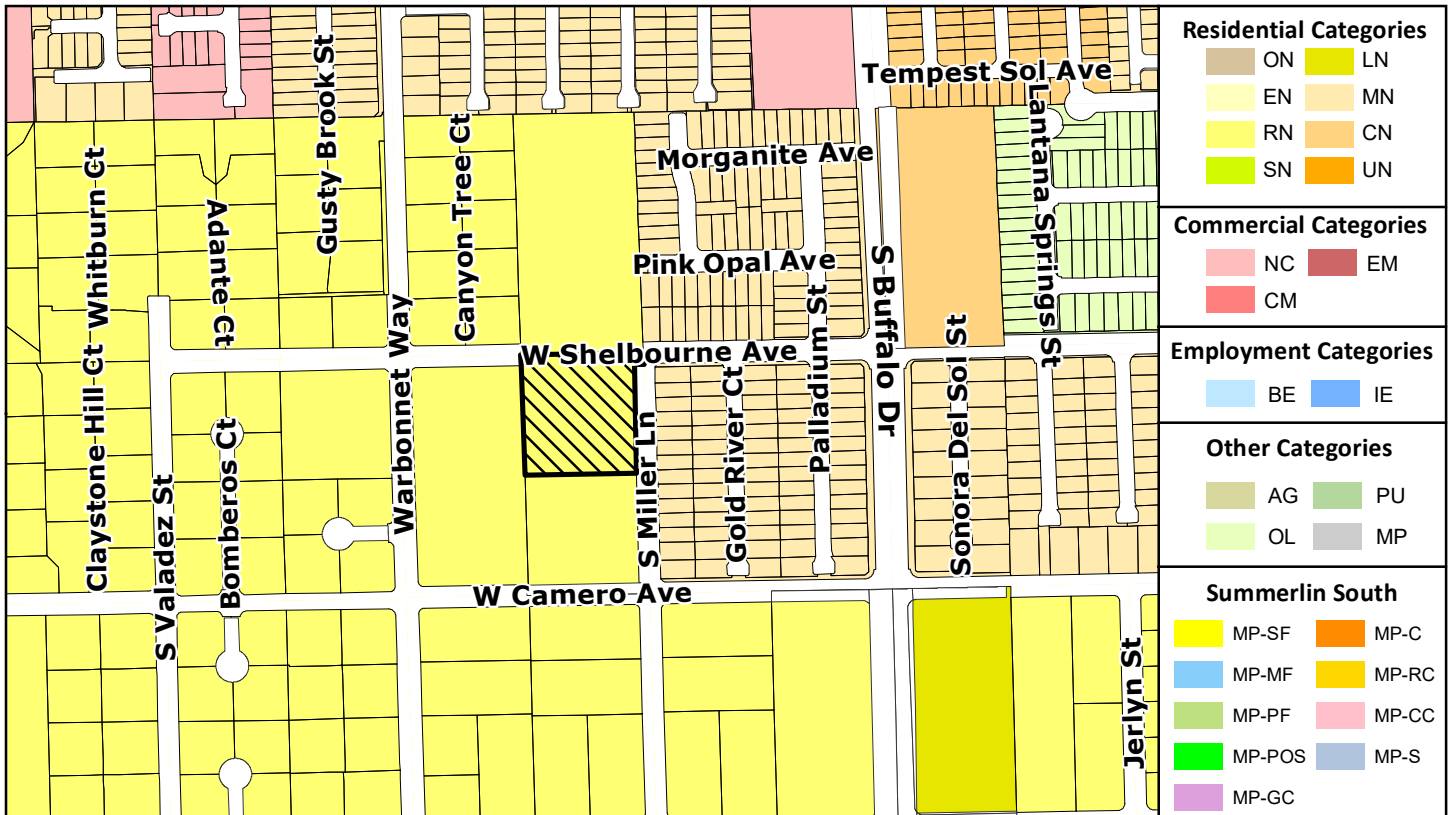 Tempest Sol Ave
Gusty Brook St
Lantana Springs St
Morganite Ave
Whitburn Ct
Canyon Tree Ct
Adante Ct
Pink Opal Ave
S Buffalo Dr
Palladium St
Warbonnet Way
Sonora Del Sol St
W Shelbourne Ave
Claystone Hill Ct
Gold River Ct
S Miller Ln
Bomberos Ct
S Valadez St
W Camero Ave
Jerlyn St
Residential Categories
ON LN
EN MN
RN CN
SN UN
Commercial Categories
NC EM
CM
Employment Categories
BE IE
Other Categories
AG PU
OL MP
Summerlin South
MP-SF MP-C
MP-MF MP-RC
MP-PF MP-CC
MP-POS MP-S
MP-GC